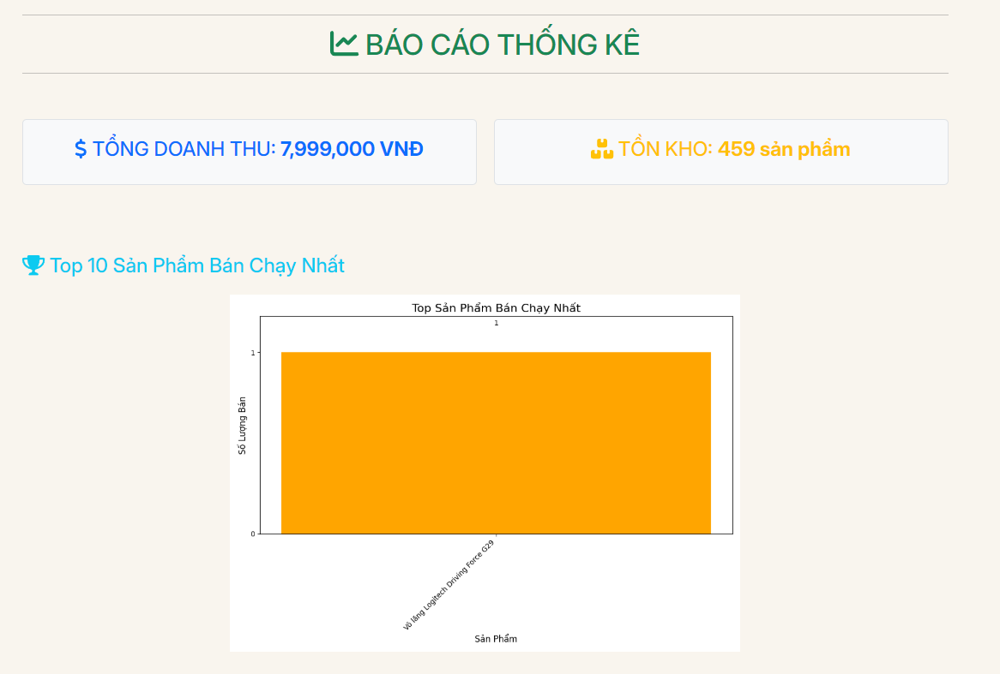 BÁO CÁO THỐNG KÊ
TỔNG DOANH THU: 7,999,000 VNĐ
TỒN KHO: 459 sản phẩm
Top 10 Sản Phẩm Bán Chạy Nhất
Top Sản Phẩm Bán Chạy Nhất
1
1
Số Lượng Bán
0
Vô lăng Logitech Driving Force G29
Sản Phẩm